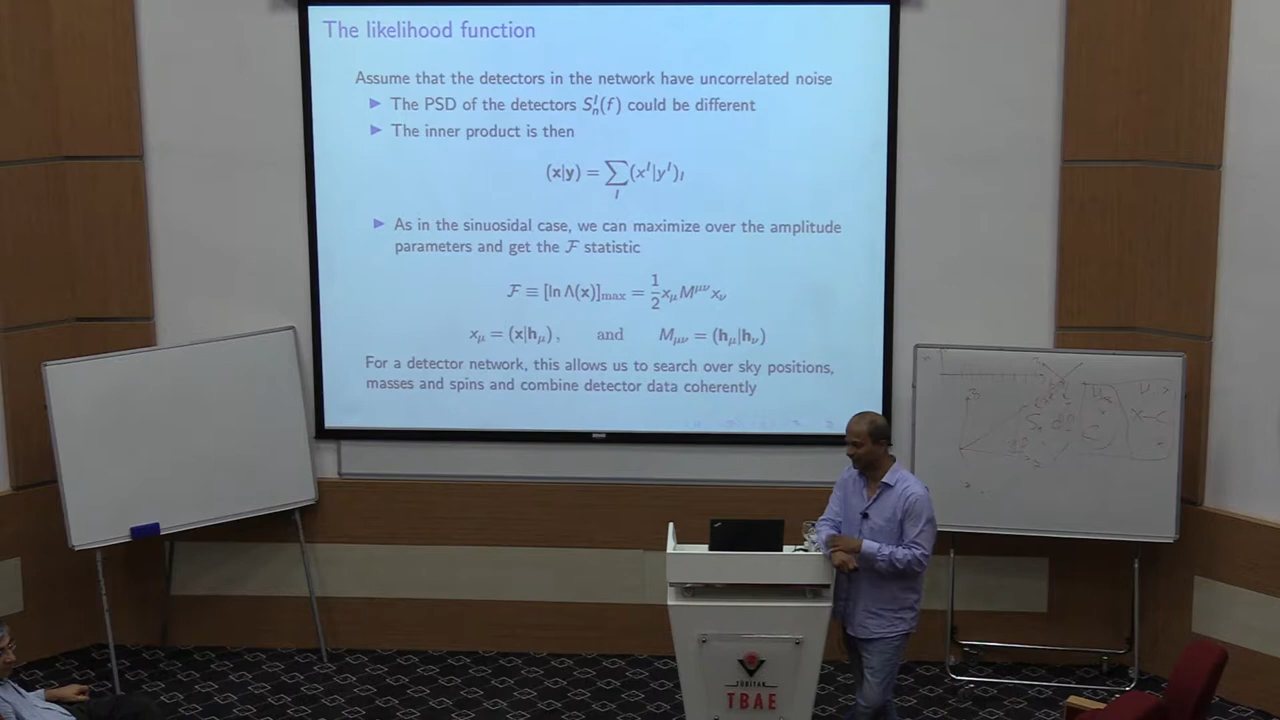 The likelihood function
Assume that the detectors in the network have uncorrelated noise
▶ The PSD of the detectors S_n^I(f) could be different
▶ The inner product is then
(x|y) = ∑_I (x^I|y^I)_I
▶ As in the sinuosidal case, we can maximize over the amplitude
parameters and get the 𝓕 statistic
𝓕 ≡ [ln Λ(x)]_max = 1/2 x_μ M^{μν} x_ν
x_μ = (x|h_μ), and M_{μν} = (h_μ|h_ν)
For a detector network, this allows us to search over sky positions,
masses and spins and combine detector data coherently
TÜBİTAK
TBAE